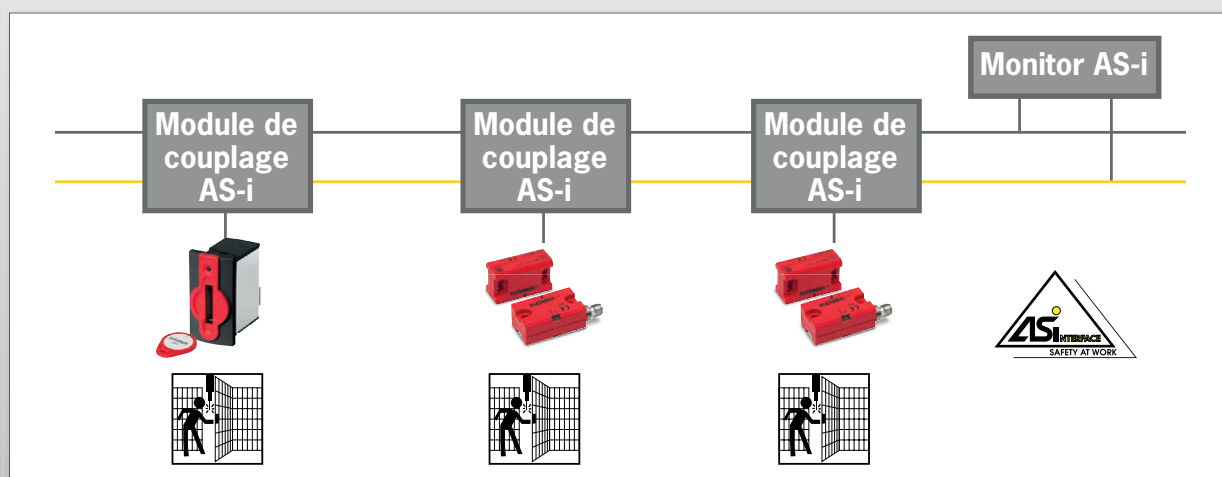 Monitor AS-i
Module de
couplage
AS-i
Module de
couplage
AS-i
Module de
couplage
AS-i
ASi INTERFACE
SAFETY AT WORK